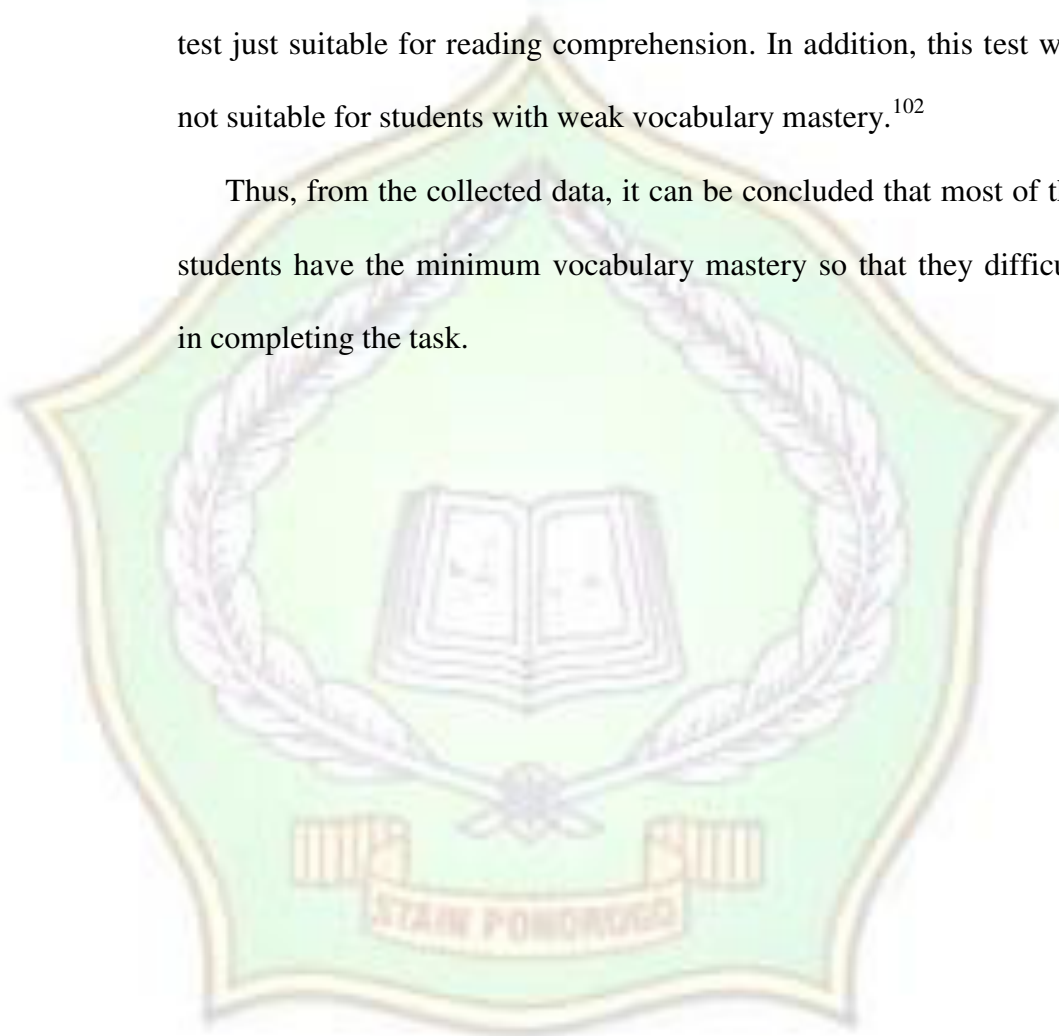 test just suitable for reading comprehension. In addition, this test w
not suitable for students with weak vocabulary mastery.102
Thus, from the collected data, it can be concluded that most of th
students have the minimum vocabulary mastery so that they difficu
in completing the task.
STAIN PONOROGO